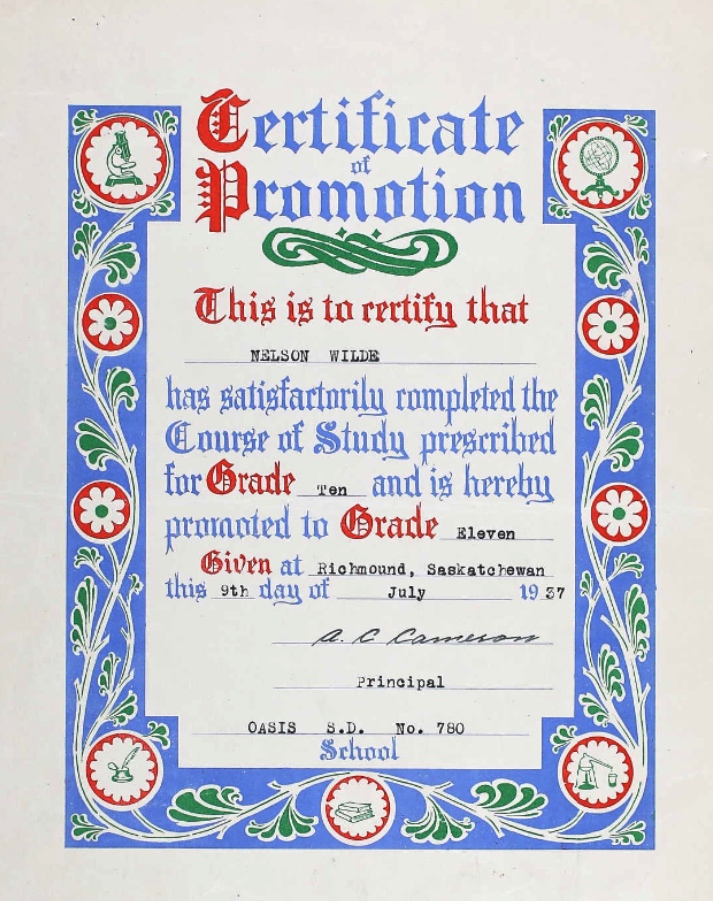 Certificate
of
Promotion
This is to certify that
NELSON WILDE
has satisfactorily completed the
Course of Study prescribed
for Grade Ten and is hereby
promoted to Grade Eleven
Given at Richmound, Saskatchewan
this 9th day of July 19 37
A. C Cameron
Principal
OASIS S.D. No. 780
School